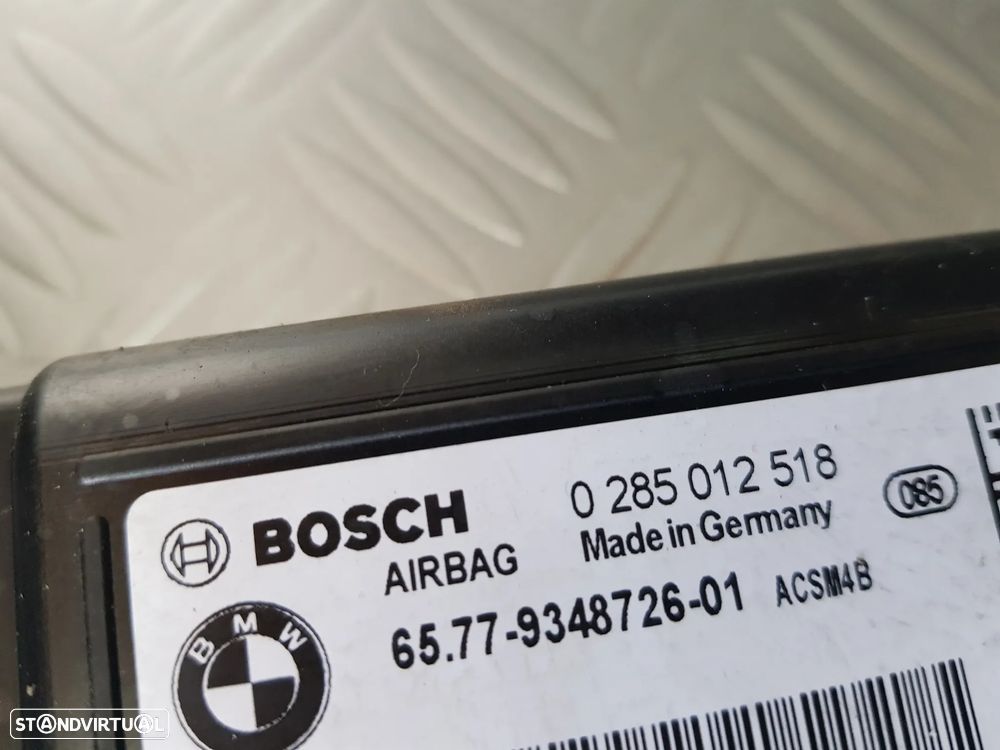 BOSCH
AIRBAG
0 285 012 518
Made in Germany
085
65.77-9348726-01 ACSM4B
BMW
STANDVIRTUAL